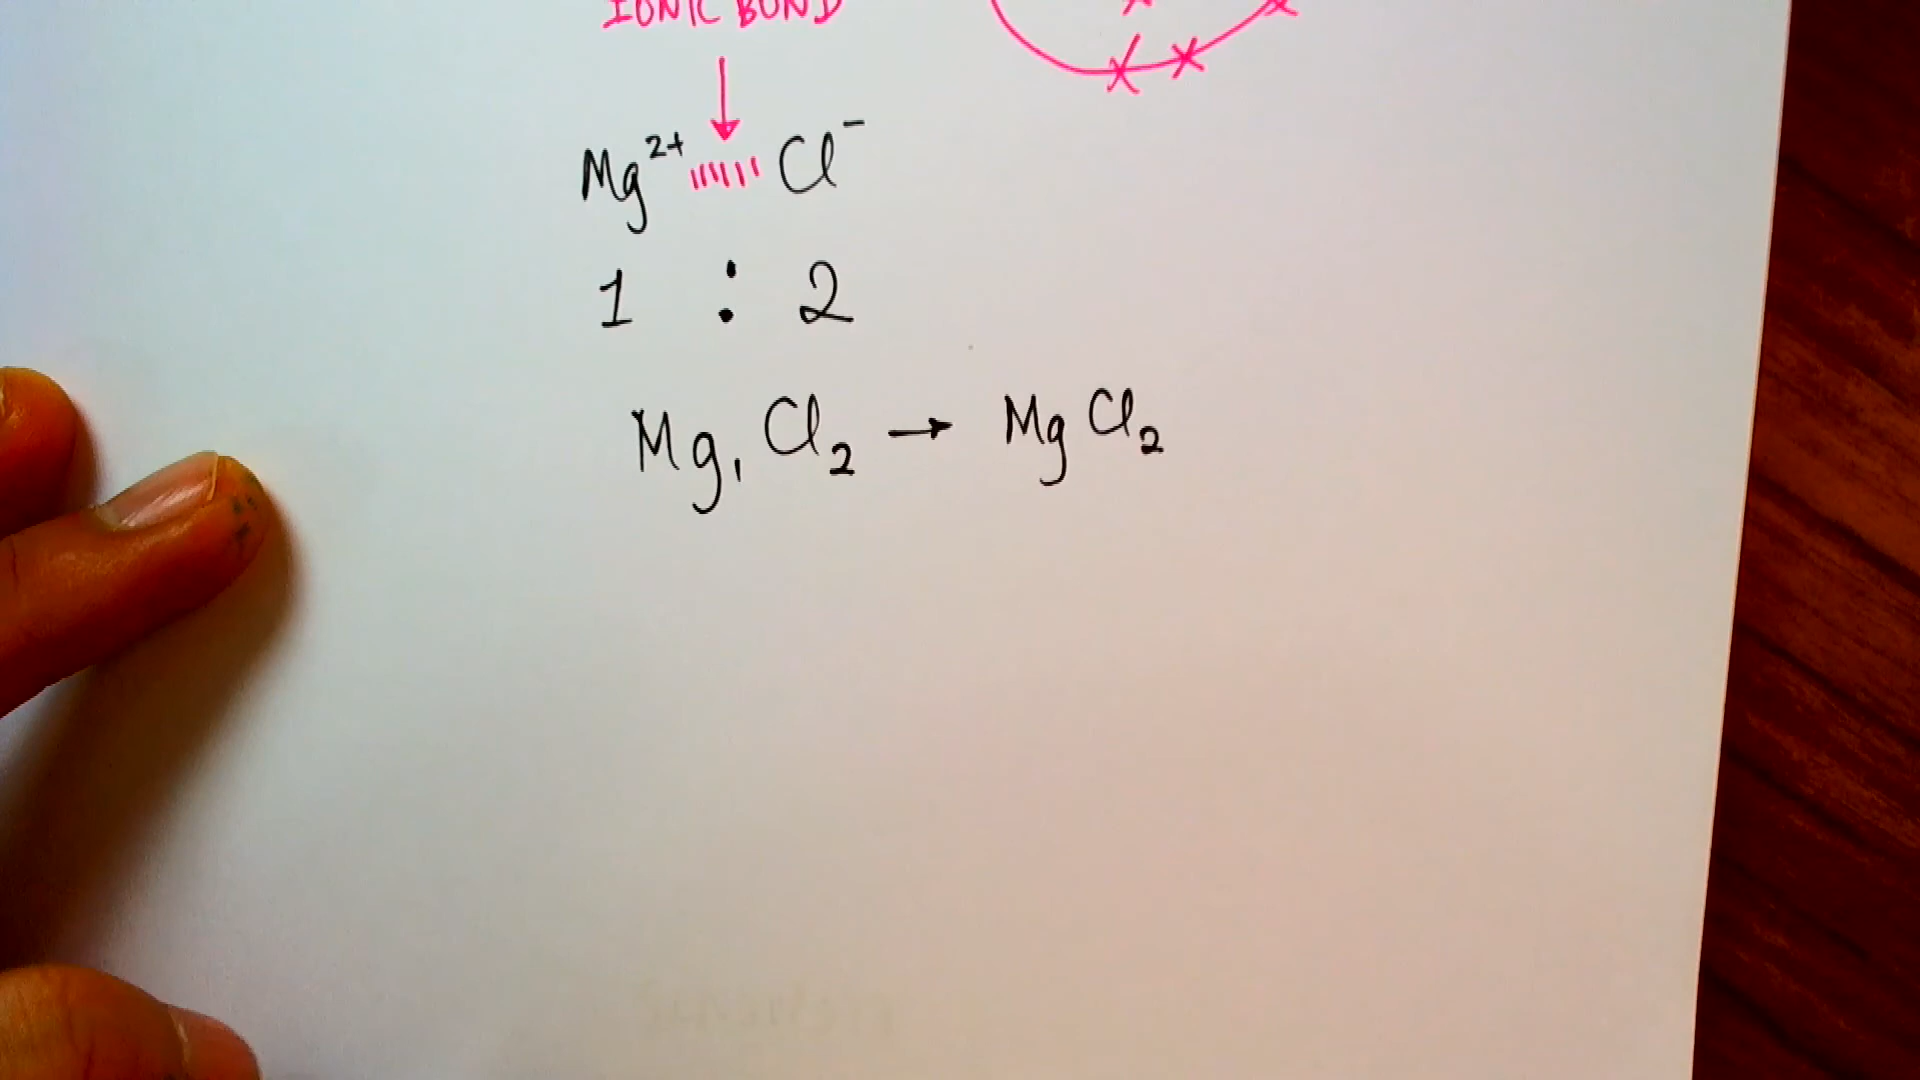 IONIC BOND
Mg²⁺ Cl⁻
1 : 2
Mg₁ Cl₂ → MgCl₂